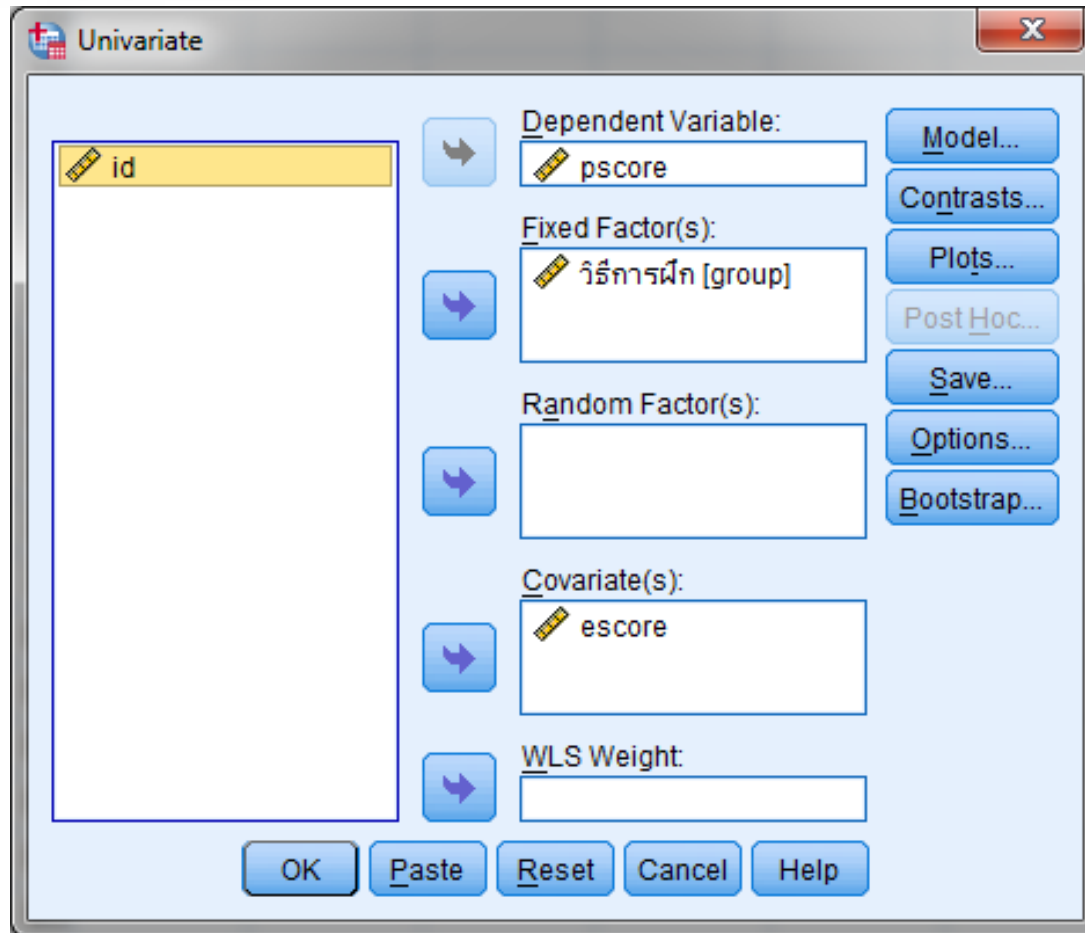 Univariate
id
Dependent Variable:
pscore
Fixed Factor(s):
วิธีการฝึก [group]
Random Factor(s):
Covariate(s):
escore
WLS Weight:
Model...
Contrasts...
Plots...
Post Hoc...
Save...
Options...
Bootstrap...
OK
Paste
Reset
Cancel
Help